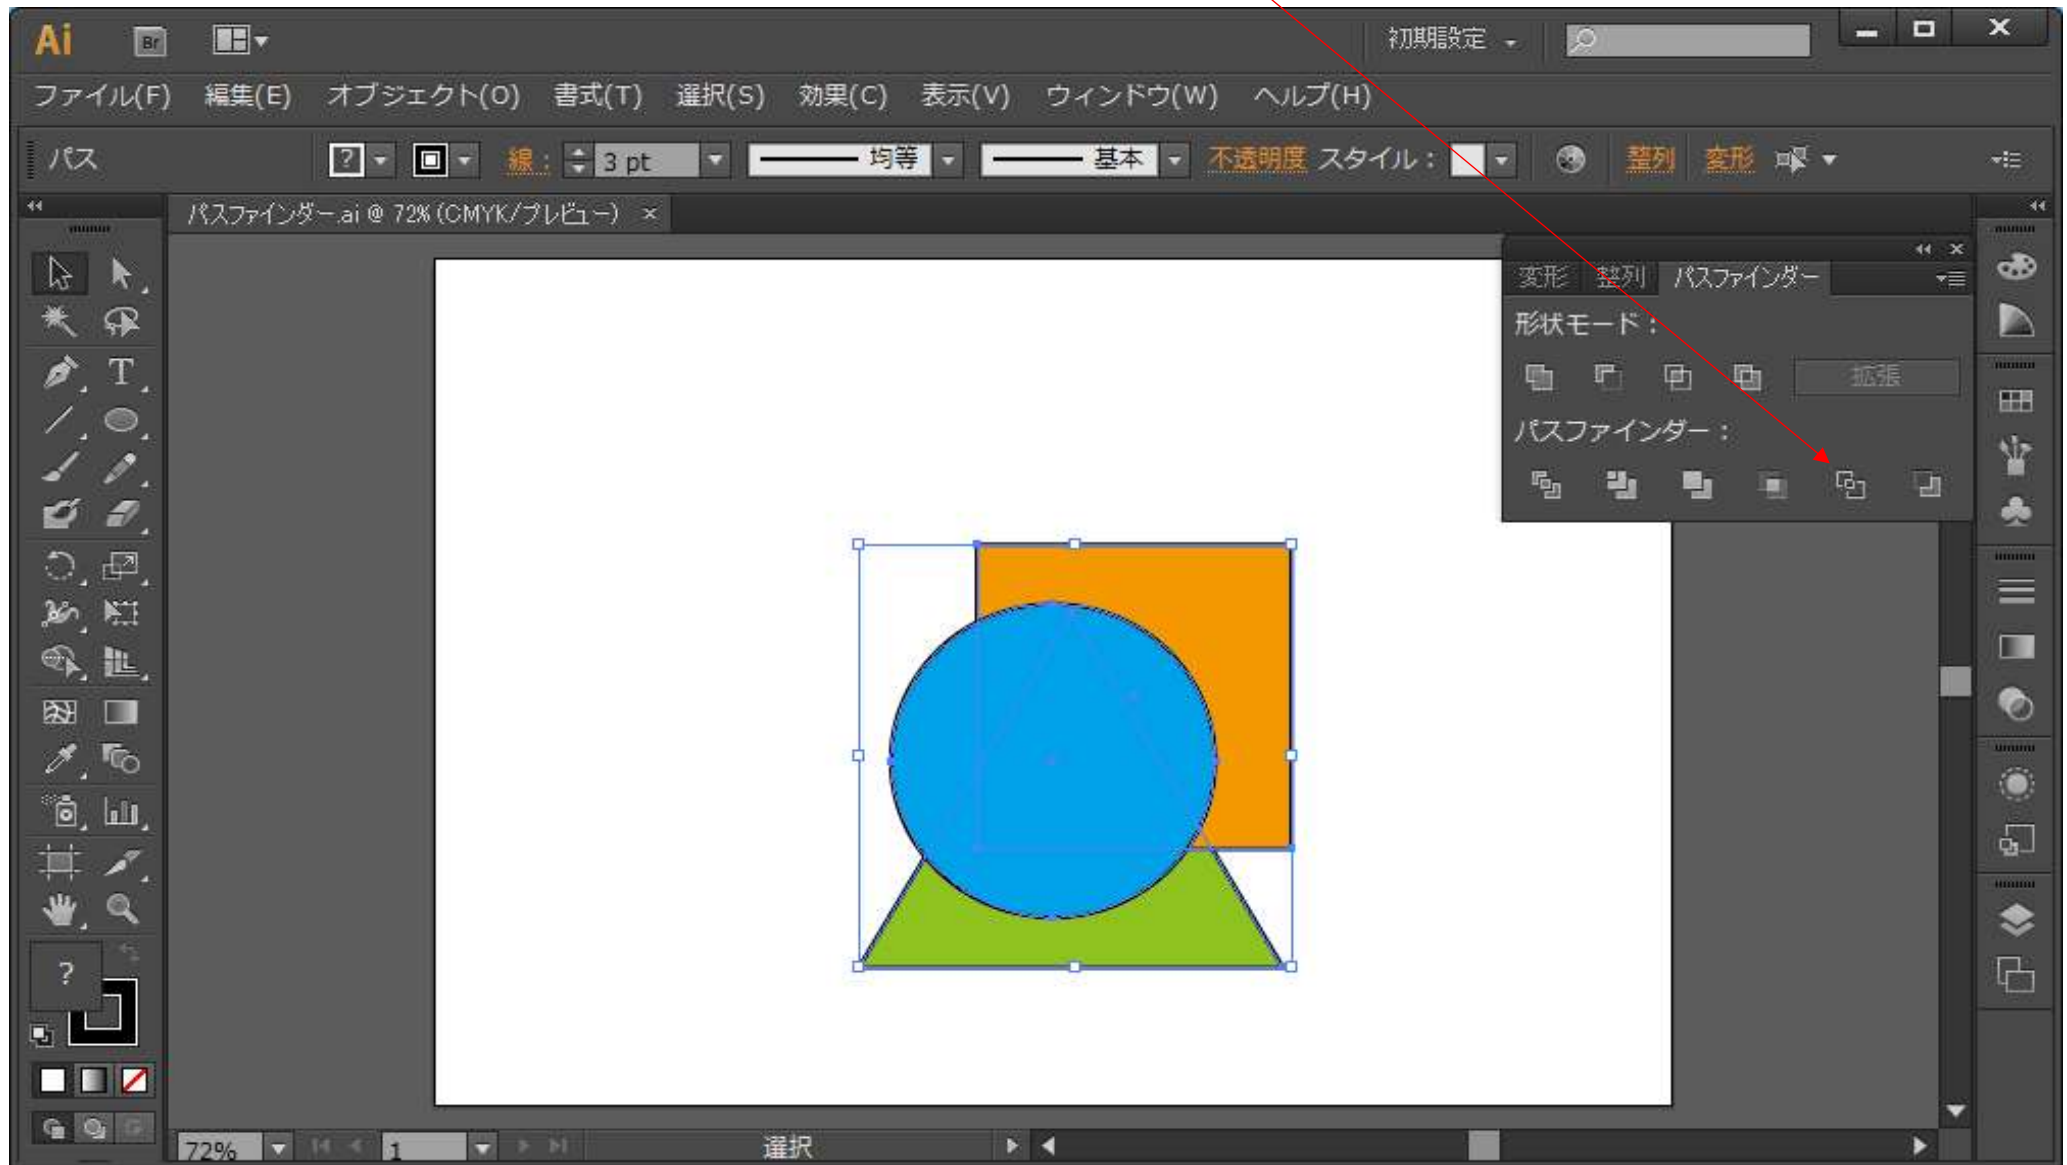 Ai Br 初期設定
ファイル(F) 編集(E) オブジェクト(O) 書式(T) 選択(S) 効果(C) 表示(V) ウィンドウ(W) ヘルプ(H)
パス ? 線: 3 pt 均等 基本 不透明度 スタイル: 整列 変形
パスファインダー.ai @ 72% (CMYK/プレビュー) ×
変形 整列 パスファインダー
形状モード:
拡張
パスファインダー:
T
?
72% 1 選択